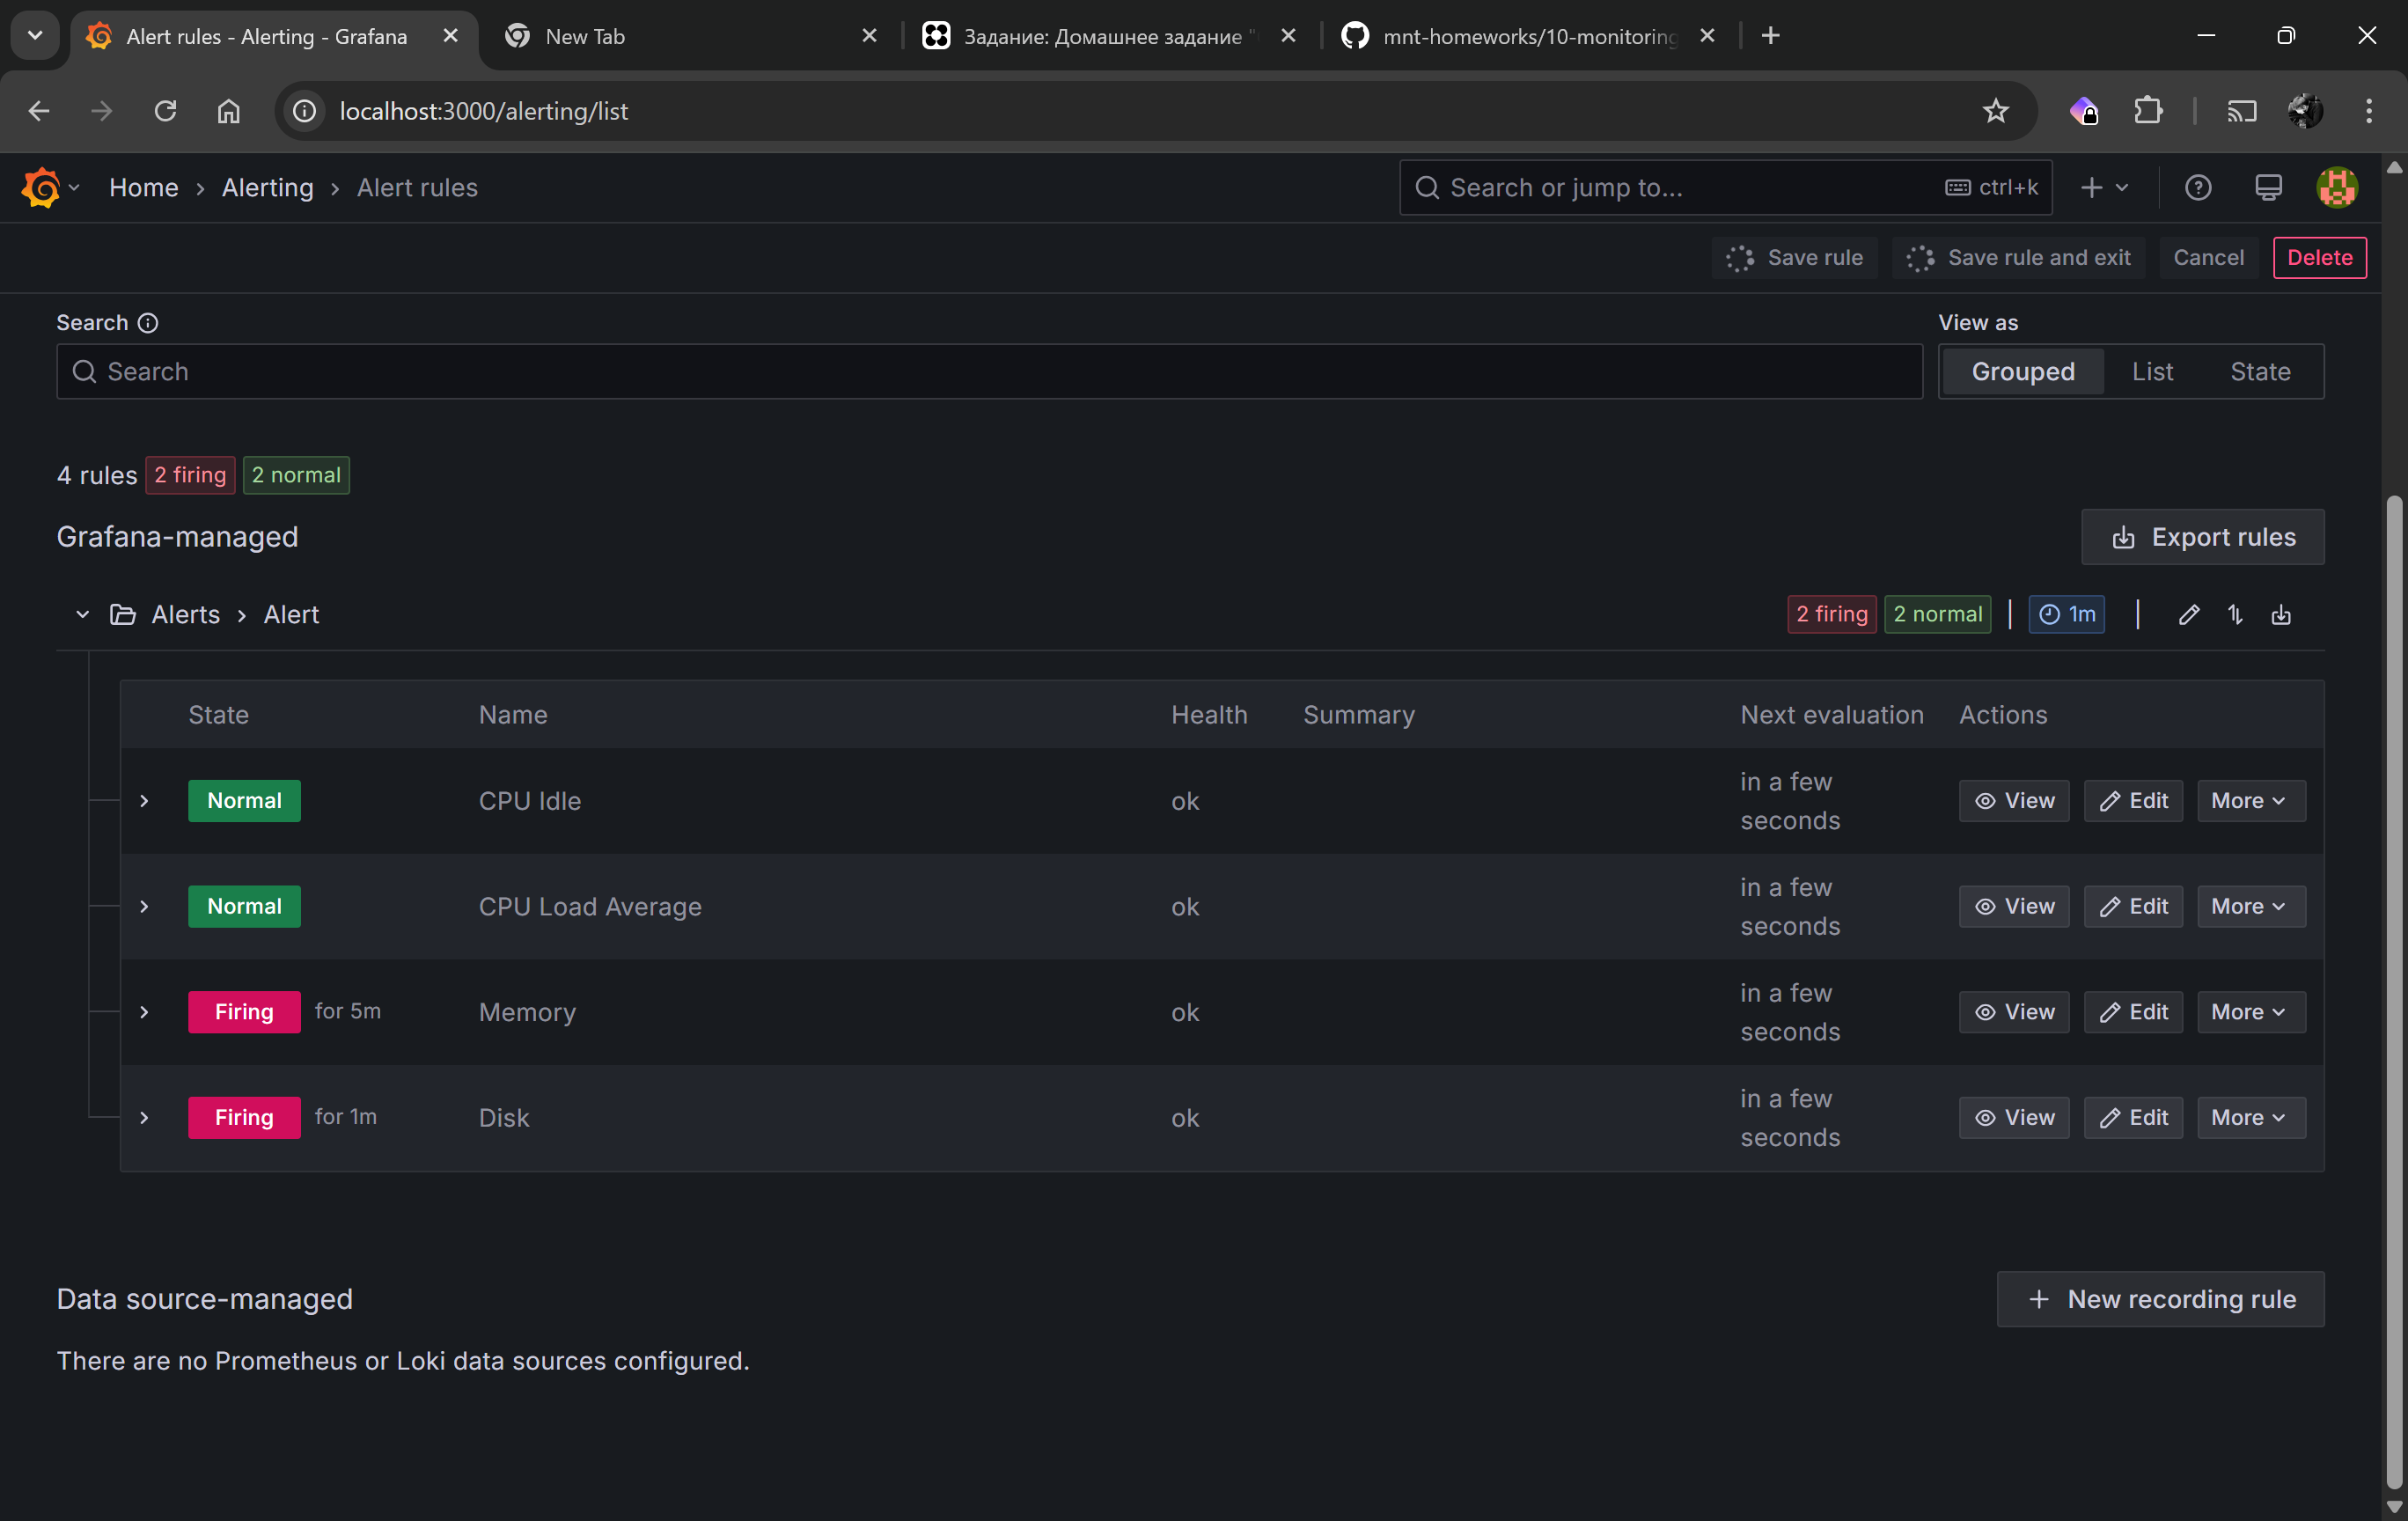 Alert rules - Alerting - Grafana
New Tab
Задание: Домашнее задание "
mnt-homeworks/10-monitoring
localhost:3000/alerting/list
Home › Alerting › Alert rules
Search or jump to...
ctrl+k
Save rule
Save rule and exit
Cancel
Delete
Search
View as
Search
Grouped
List
State
4 rules 2 firing 2 normal
Grafana-managed
Export rules
Alerts › Alert
2 firing 2 normal | 1m |
State Name Health Summary Next evaluation Actions
Normal CPU Idle ok in a few seconds View Edit More
Normal CPU Load Average ok in a few seconds View Edit More
Firing for 5m Memory ok in a few seconds View Edit More
Firing for 1m Disk ok in a few seconds View Edit More
Data source-managed
New recording rule
There are no Prometheus or Loki data sources configured.